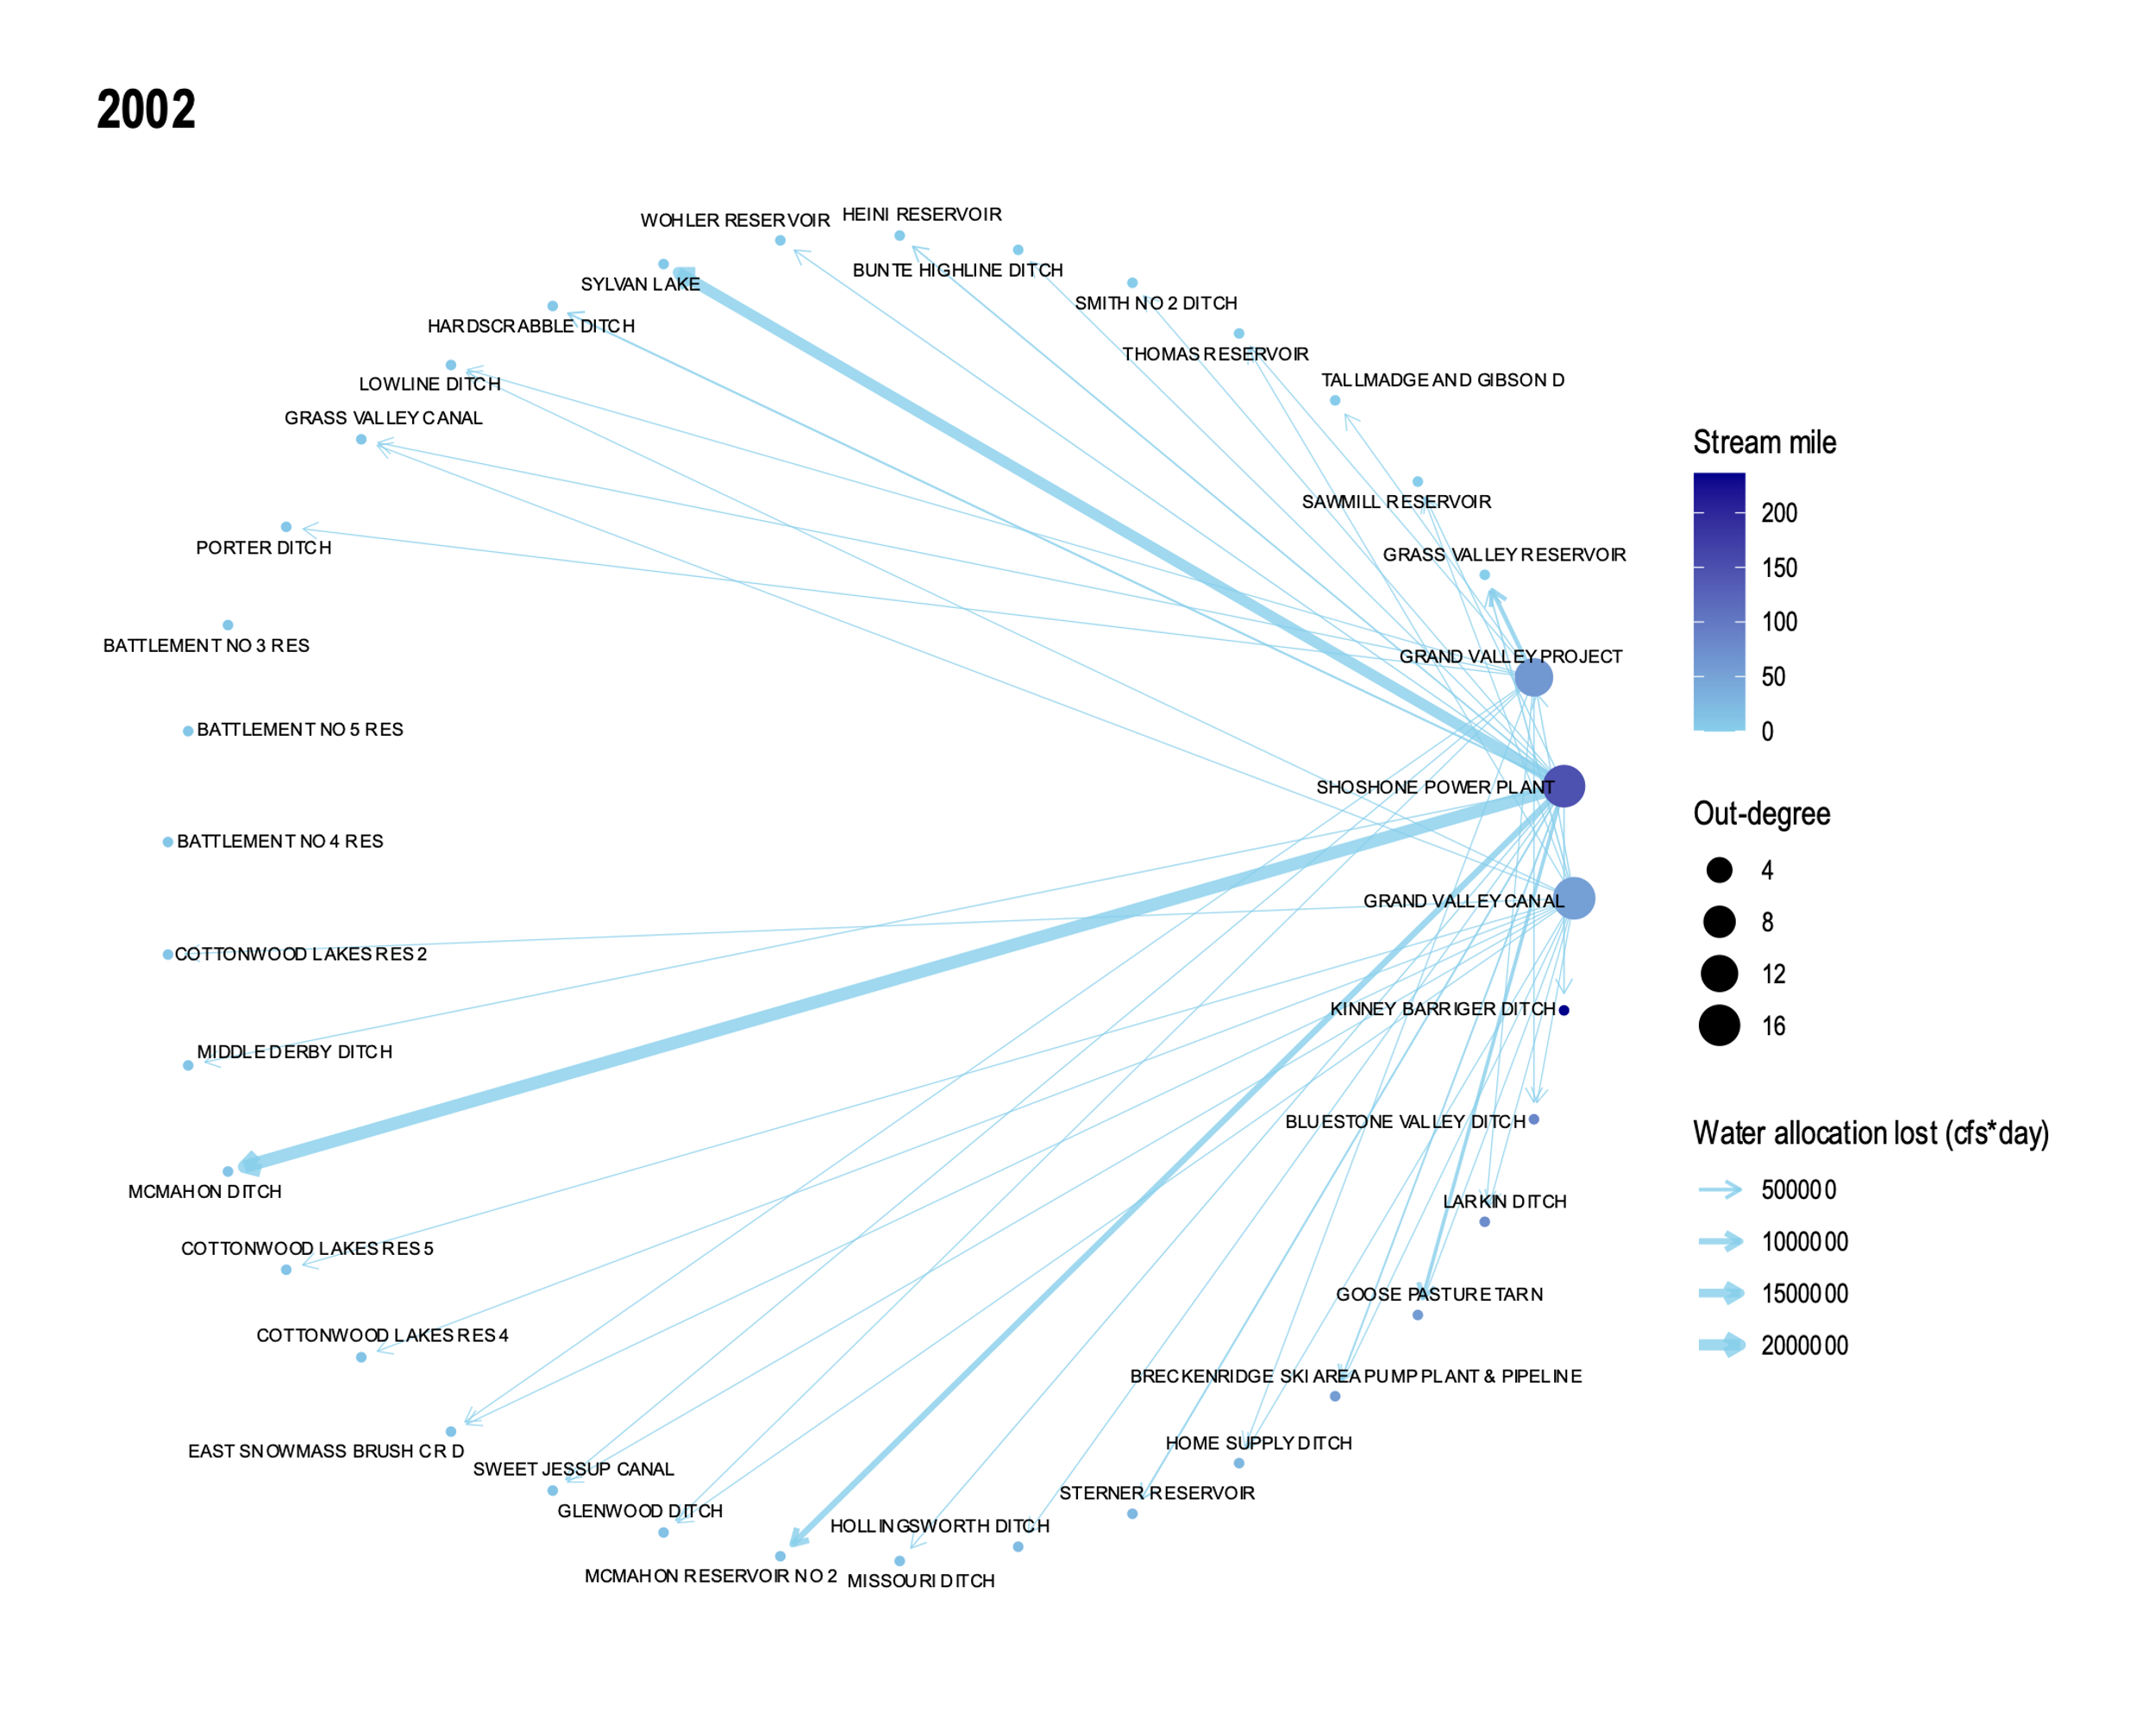 2002
WOHLER RESERVOIR
HEINI RESERVOIR
BUNTE HIGHLINE DITCH
SYLVAN LAKE
SMITH NO 2 DITCH
HARDSCRABBLE DITCH
THOMAS RESERVOIR
LOWLINE DITCH
TALLMADGE AND GIBSON D
GRASS VALLEY CANAL
SAWMILL RESERVOIR
PORTER DITCH
GRASS VALLEY RESERVOIR
BATTLEMENT NO 3 RES
GRAND VALLEY PROJECT
BATTLEMENT NO 5 RES
SHOSHONE POWER PLANT
BATTLEMENT NO 4 RES
GRAND VALLEY CANAL
COTTONWOOD LAKES RES 2
KINNEY BARRIGER DITCH
MIDDLE DERBY DITCH
BLUESTONE VALLEY DITCH
MCMAHON DITCH
LARKIN DITCH
COTTONWOOD LAKES RES 5
GOOSE PASTURE TARN
COTTONWOOD LAKES RES 4
BRECKENRIDGE SKI AREA PUMP PLANT & PIPELINE
EAST SNOWMASS BRUSH CR D
HOME SUPPLY DITCH
SWEET JESSUP CANAL
STERNER RESERVOIR
GLENWOOD DITCH
HOLLINGSWORTH DITCH
MCMAHON RESERVOIR NO 2
MISSOURI DITCH
Stream mile
200
150
100
50
0
Out-degree
4
8
12
16
Water allocation lost (cfs*day)
500000
1000000
1500000
2000000